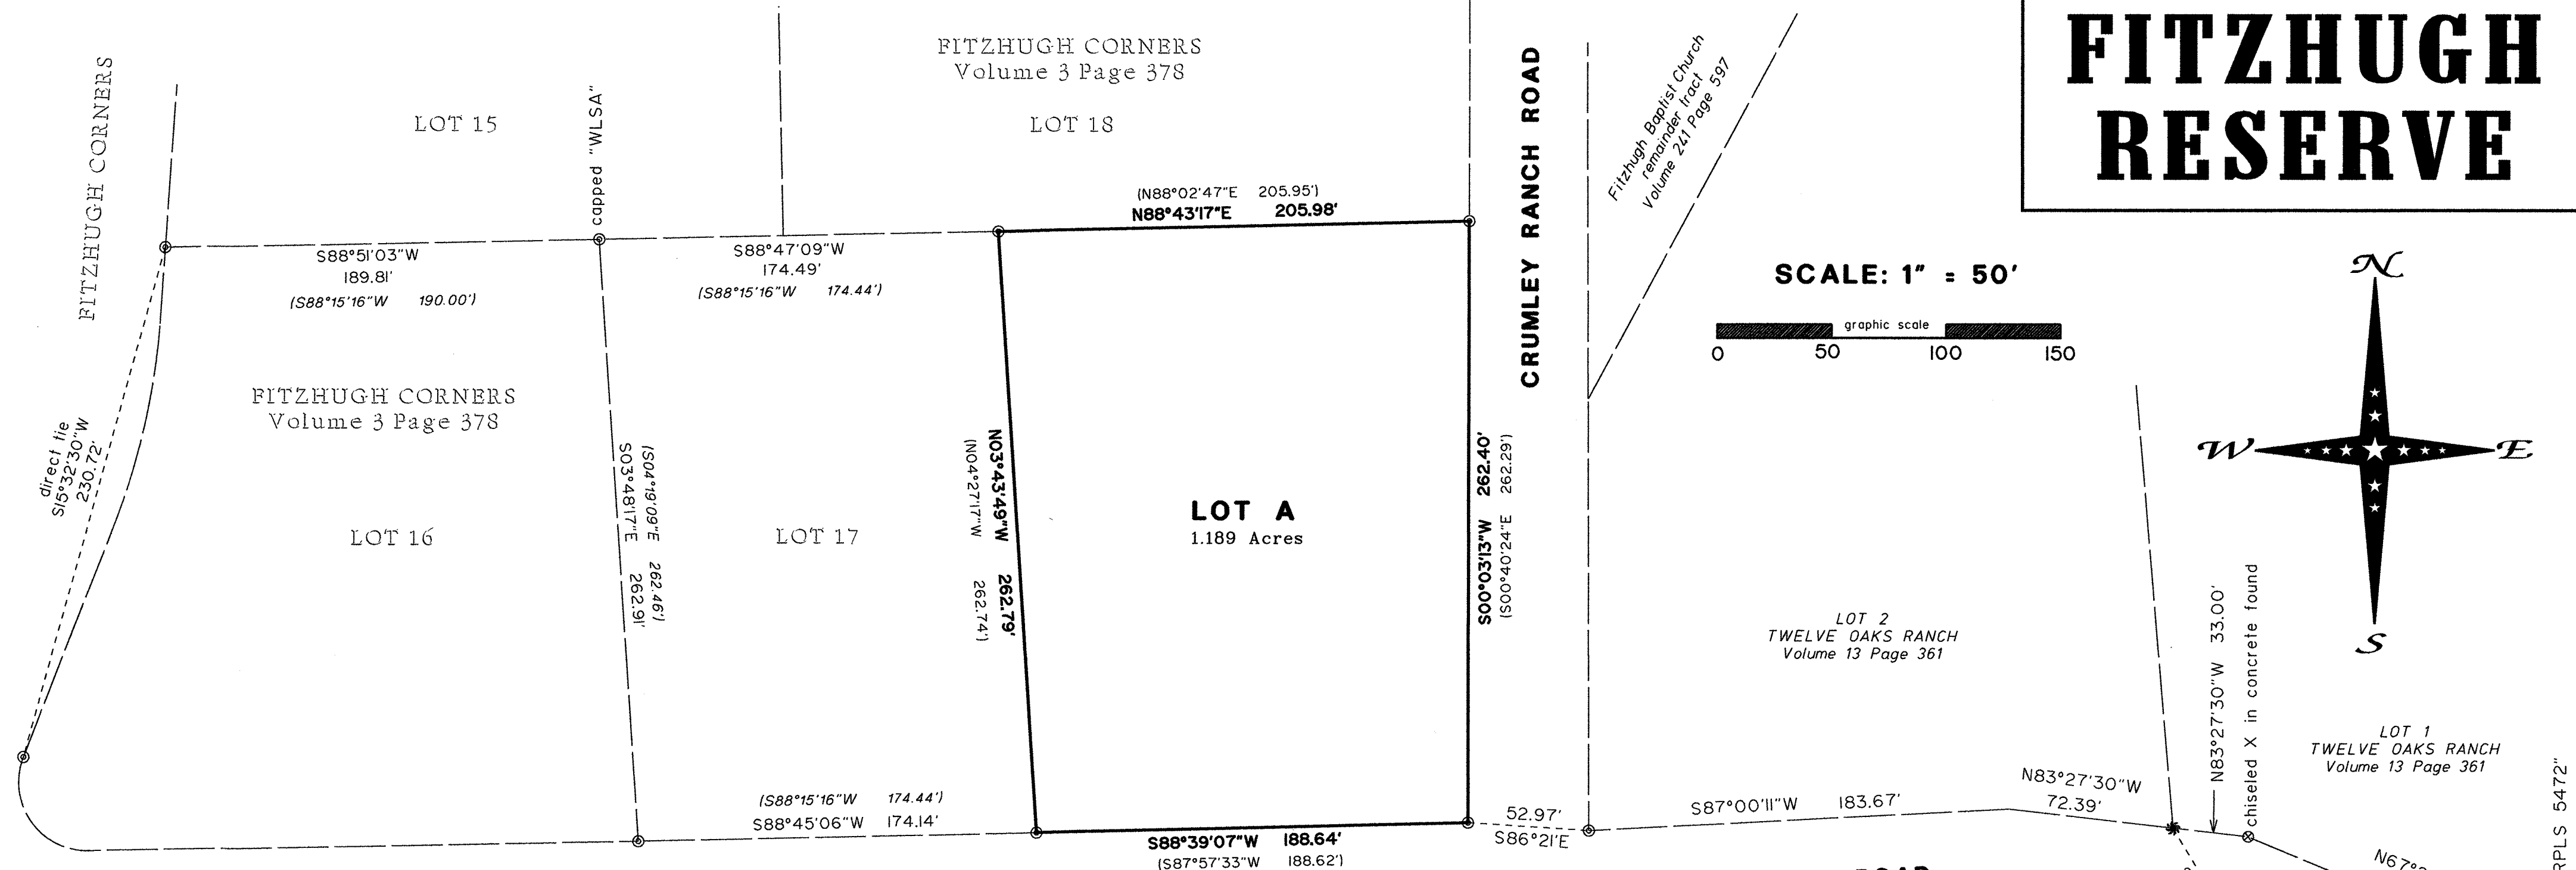 FITZHUGH
RESERVE
FITZHUGH CORNERS
Volume 3 Page 378
LOT 18
LOT 15
FITZHUGH CORNERS
capped "WLSA"
CRUMLEY RANCH ROAD
Fitzhugh Baptist Church
remainder tract
Volume 241 Page 597
(N88°02'47"E 205.95')
N88°43'17"E 205.98'
S88°51'03"W
189.81'
(S88°15'16"W 190.00')
S88°47'09"W
174.49'
(S88°15'16"W 174.44')
SCALE: 1" = 50'
graphic scale
0 50 100 150
N
W
E
S
FITZHUGH CORNERS
Volume 3 Page 378
direct tie
S15°32'30"W
230.72'
LOT 16
(S04°19'09"E 262.46')
S03°48'17"E 262.91'
LOT 17
N03°43'49"W 262.79'
(N04°27'17"W 262.74')
LOT A
1.189 Acres
S00°03'13"W 262.40'
(S00°40'24"E 262.29')
LOT 2
TWELVE OAKS RANCH
Volume 13 Page 361
N83°27'30"W 33.00'
chiseled X in concrete found
LOT 1
TWELVE OAKS RANCH
Volume 13 Page 361
RPLS 5472"
(S88°15'16"W 174.44')
S88°45'06"W 174.14'
S88°39'07"W 188.64'
(S87°57'33"W 188.62')
52.97'
S86°21'E
S87°00'11"W 183.67'
N83°27'30"W
72.39'